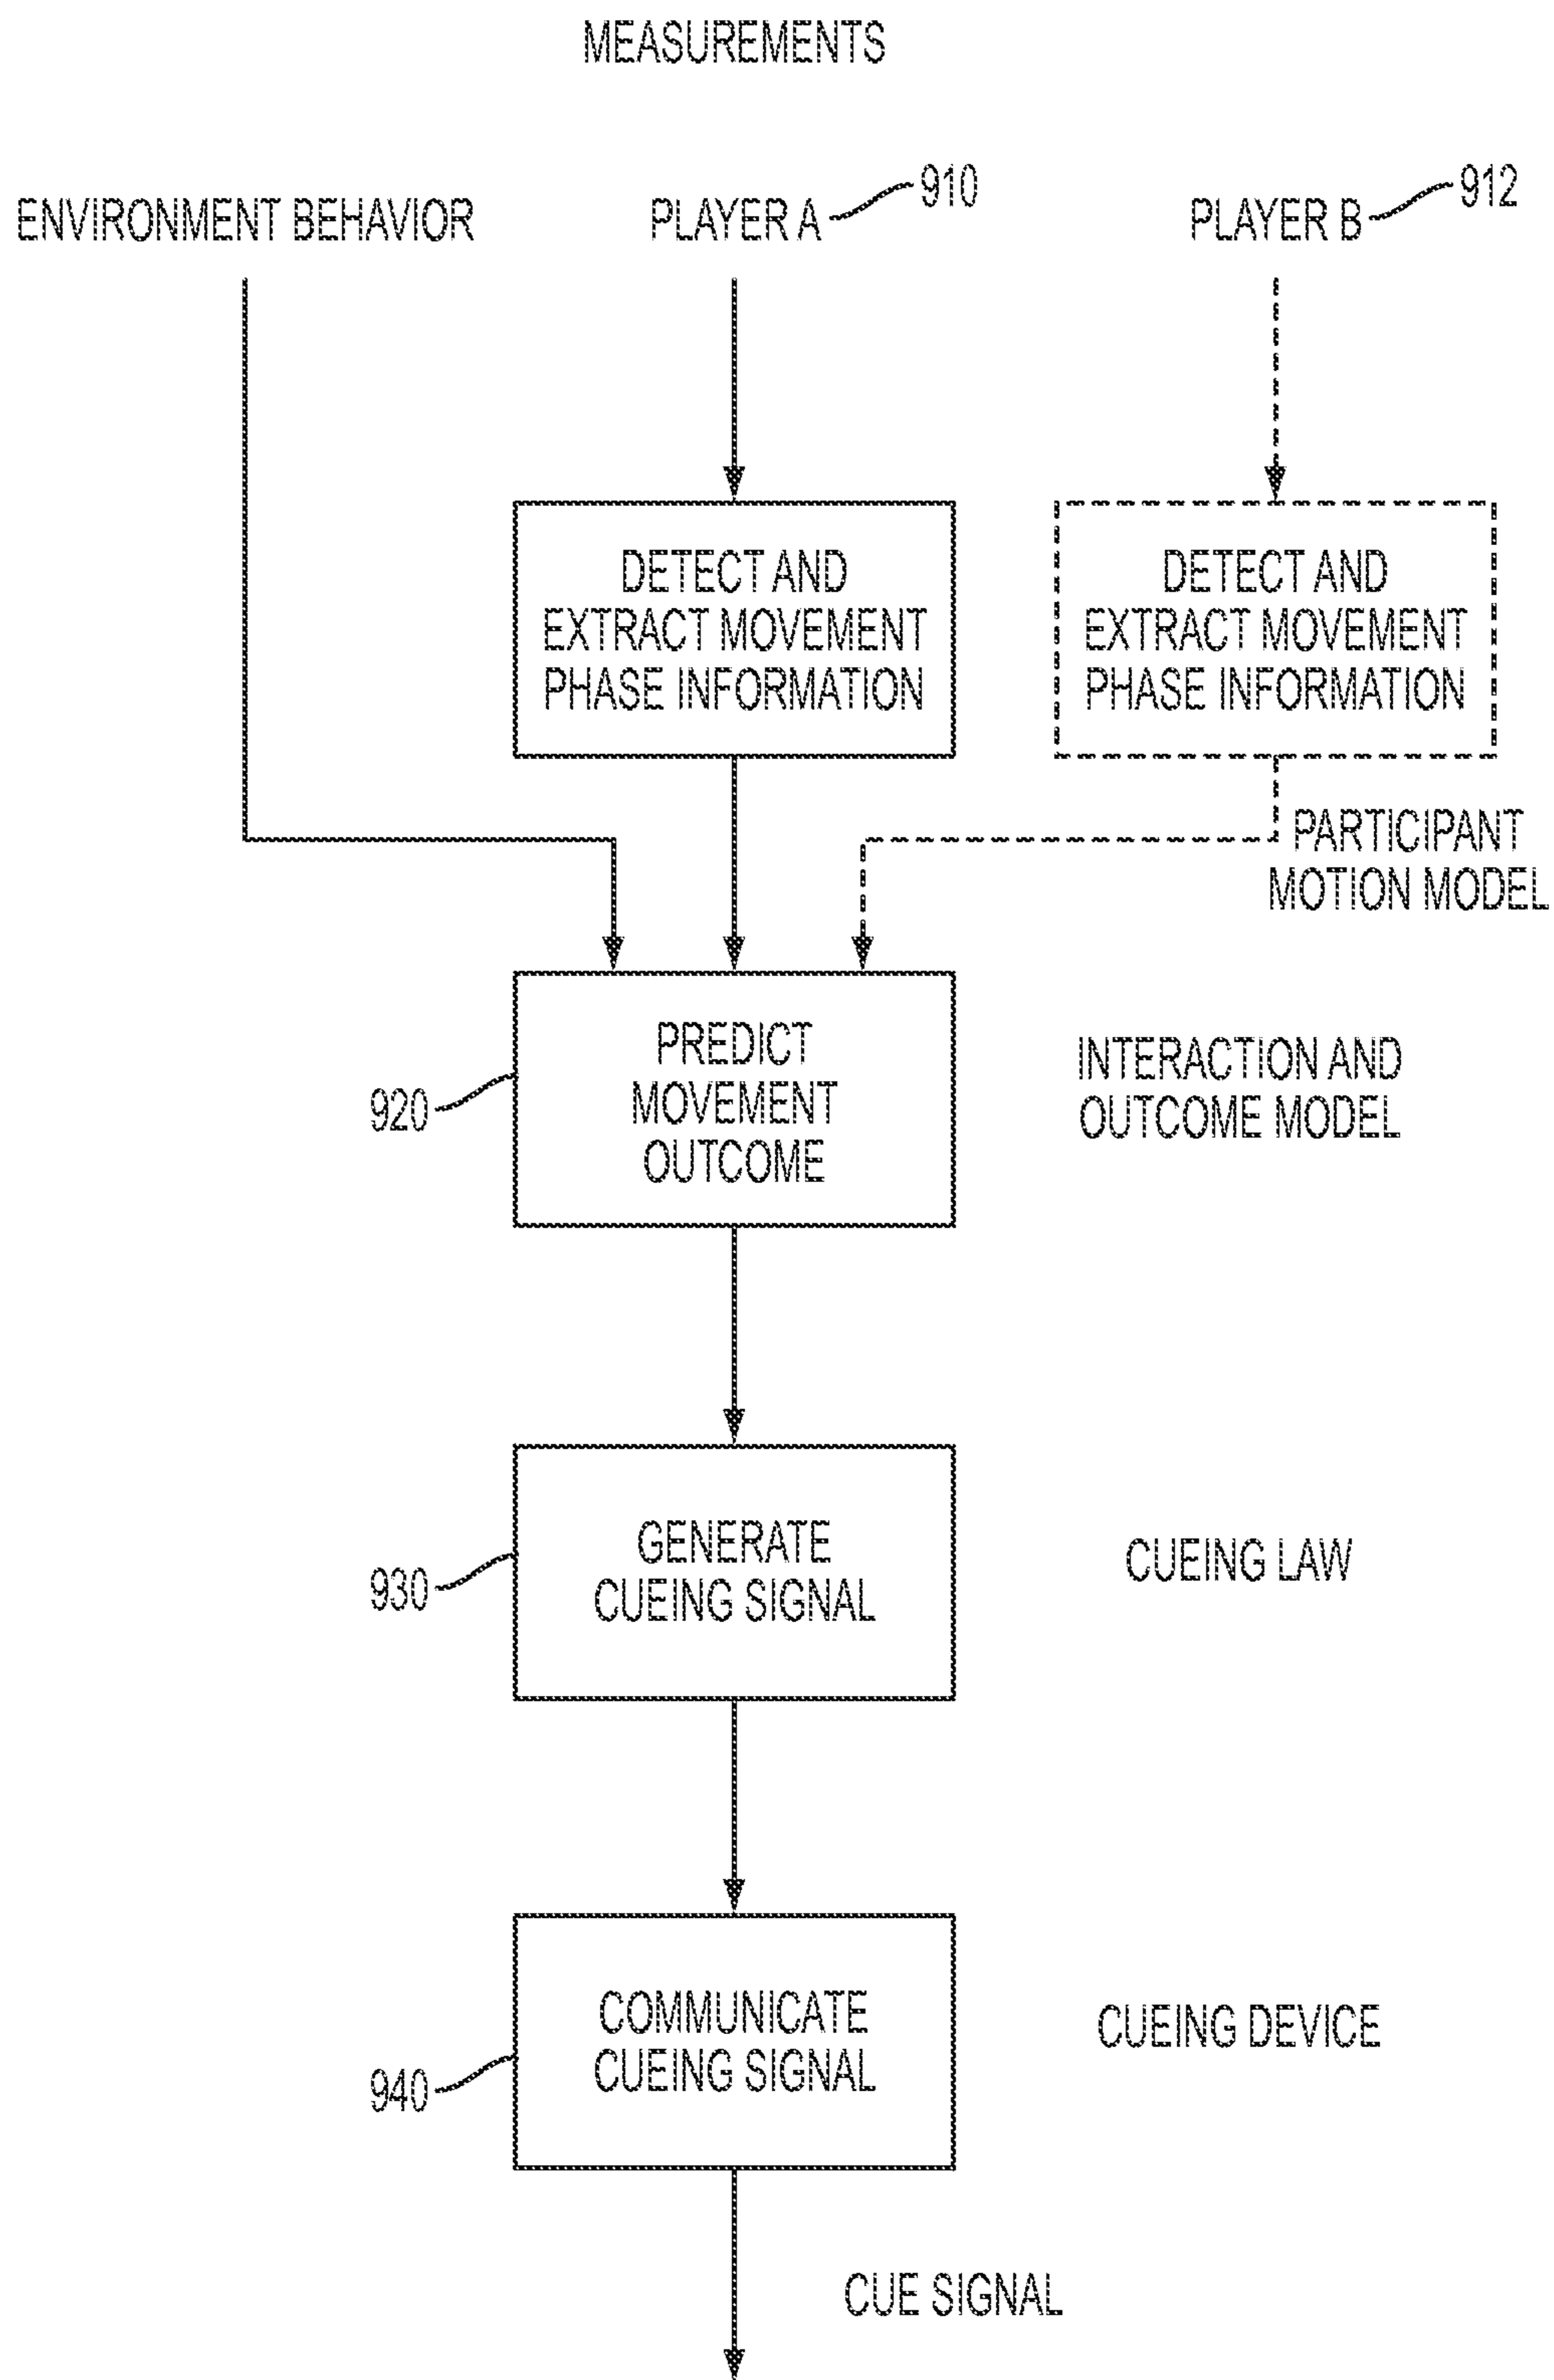 MEASUREMENTS
ENVIRONMENT BEHAVIOR
PLAYER A
910
PLAYER B
912
DETECT AND
EXTRACT MOVEMENT
PHASE INFORMATION
DETECT AND
EXTRACT MOVEMENT
PHASE INFORMATION
PARTICIPANT
MOTION MODEL
920
PREDICT
MOVEMENT
OUTCOME
INTERACTION AND
OUTCOME MODEL
930
GENERATE
CUEING SIGNAL
CUEING LAW
940
COMMUNICATE
CUEING SIGNAL
CUEING DEVICE
CUE SIGNAL